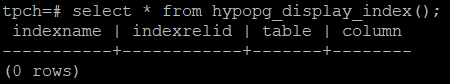 tpch=# select * from hypopg_display_index();
 indexname | indexrelid | table | column
-----------+------------+-------+--------
(0 rows)